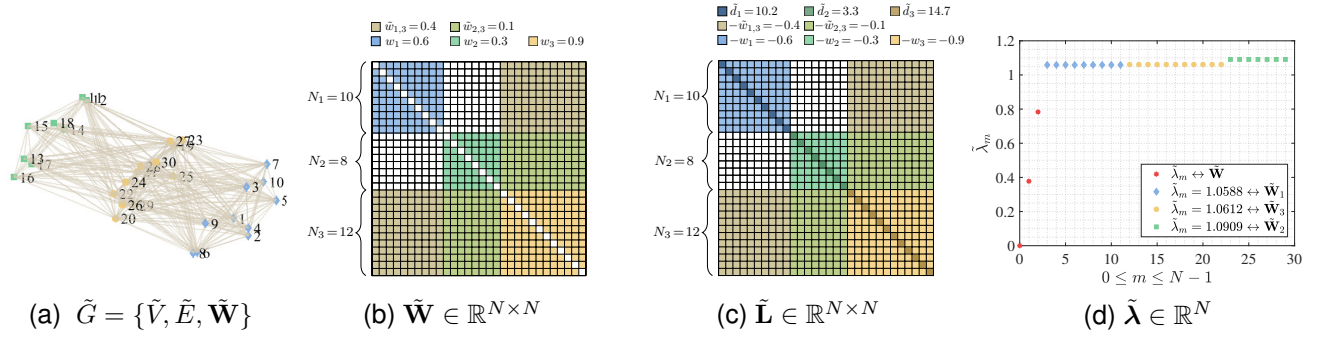 w̃₁,₃ = 0.4 w̃₂,₃ = 0.1
w₁ = 0.6 w₂ = 0.3 w₃ = 0.9
N₁ = 10
N₂ = 8
N₃ = 12
d̃₁ = 10.2 d̃₂ = 3.3 d̃₃ = 14.7
−w̃₁,₃ = −0.4 −w̃₂,₃ = −0.1
−w₁ = −0.6 −w₂ = −0.3 −w₃ = −0.9
N₁ = 10
N₂ = 8
N₃ = 12
11
2
15
18
14
13
17
16
27
23
30
24
25
22
26
29
20
7
10
3
5
9
1
4
2
8
6
λ̃ₘ
1.4
1.2
1
0.8
0.6
0.4
0.2
0
λ̃ₘ ↔ W̃
λ̃ₘ = 1.0588 ↔ W̃₁
λ̃ₘ = 1.0612 ↔ W̃₃
λ̃ₘ = 1.0909 ↔ W̃₂
0 5 10 15 20 25 30
0 ≤ m ≤ N − 1
(a) G̃ = {Ṽ, Ẽ, W̃}
(b) W̃ ∈ ℝᴺˣᴺ
(c) L̃ ∈ ℝᴺˣᴺ
(d) λ̃ ∈ ℝᴺ